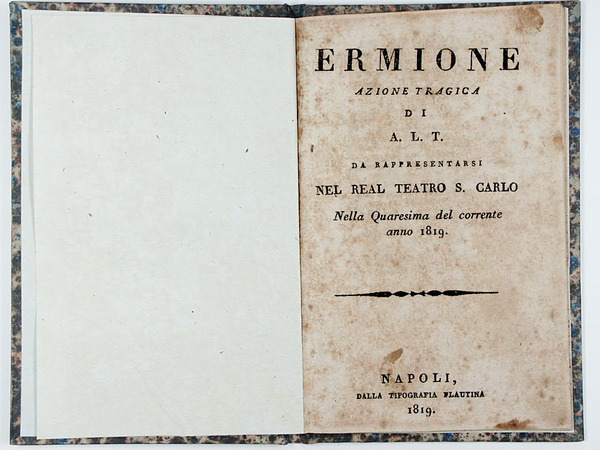 ERMIONE
AZIONE TRAGICA
DI
A. L. T.
DA RAPPRESENTARSI
NEL REAL TEATRO S. CARLO
Nella Quaresima del corrente
anno 1819.
NAPOLI,
DALLA TIPOGRAFIA FLAUTINA
1819.